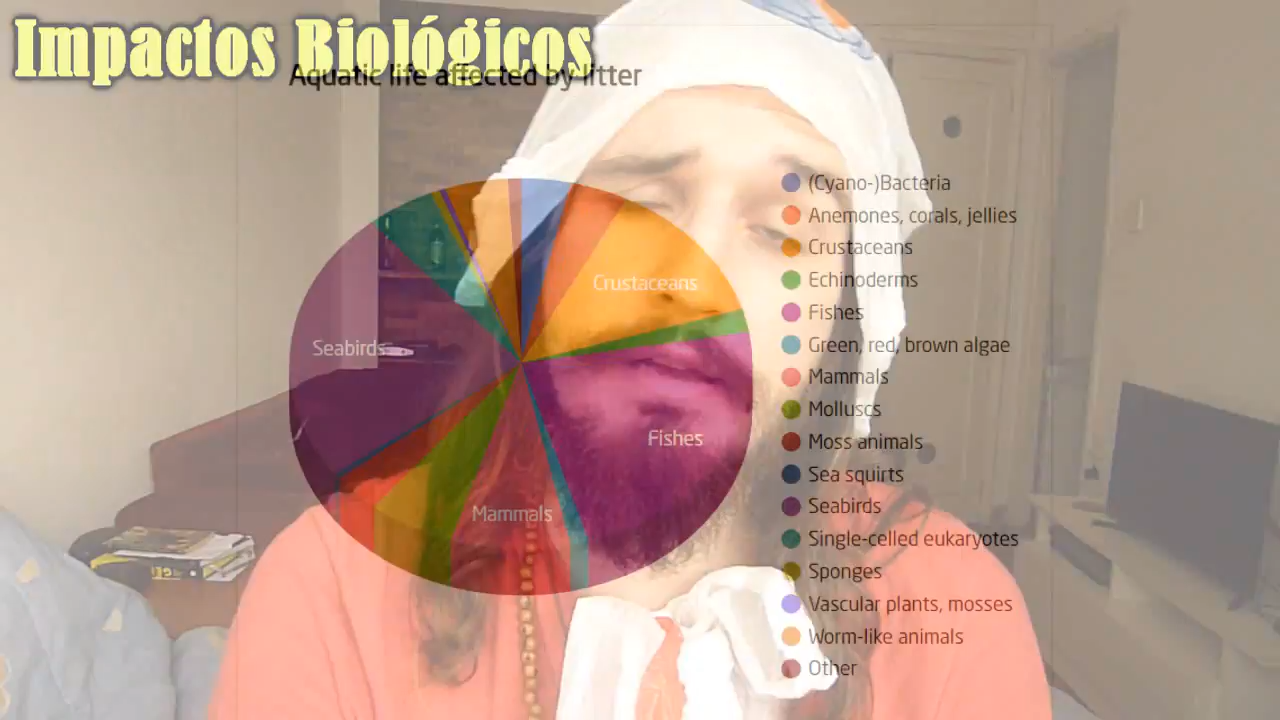 Impactos Biológicos
Aquatic life affected by litter
Crustaceans
Seabirds
Fishes
Mammals
(Cyano-)Bacteria
Anemones, corals, jellies
Crustaceans
Echinoderms
Fishes
Green, red, brown algae
Mammals
Molluscs
Moss animals
Sea squirts
Seabirds
Single-celled eukaryotes
Sponges
Vascular plants, mosses
Worm-like animals
Other